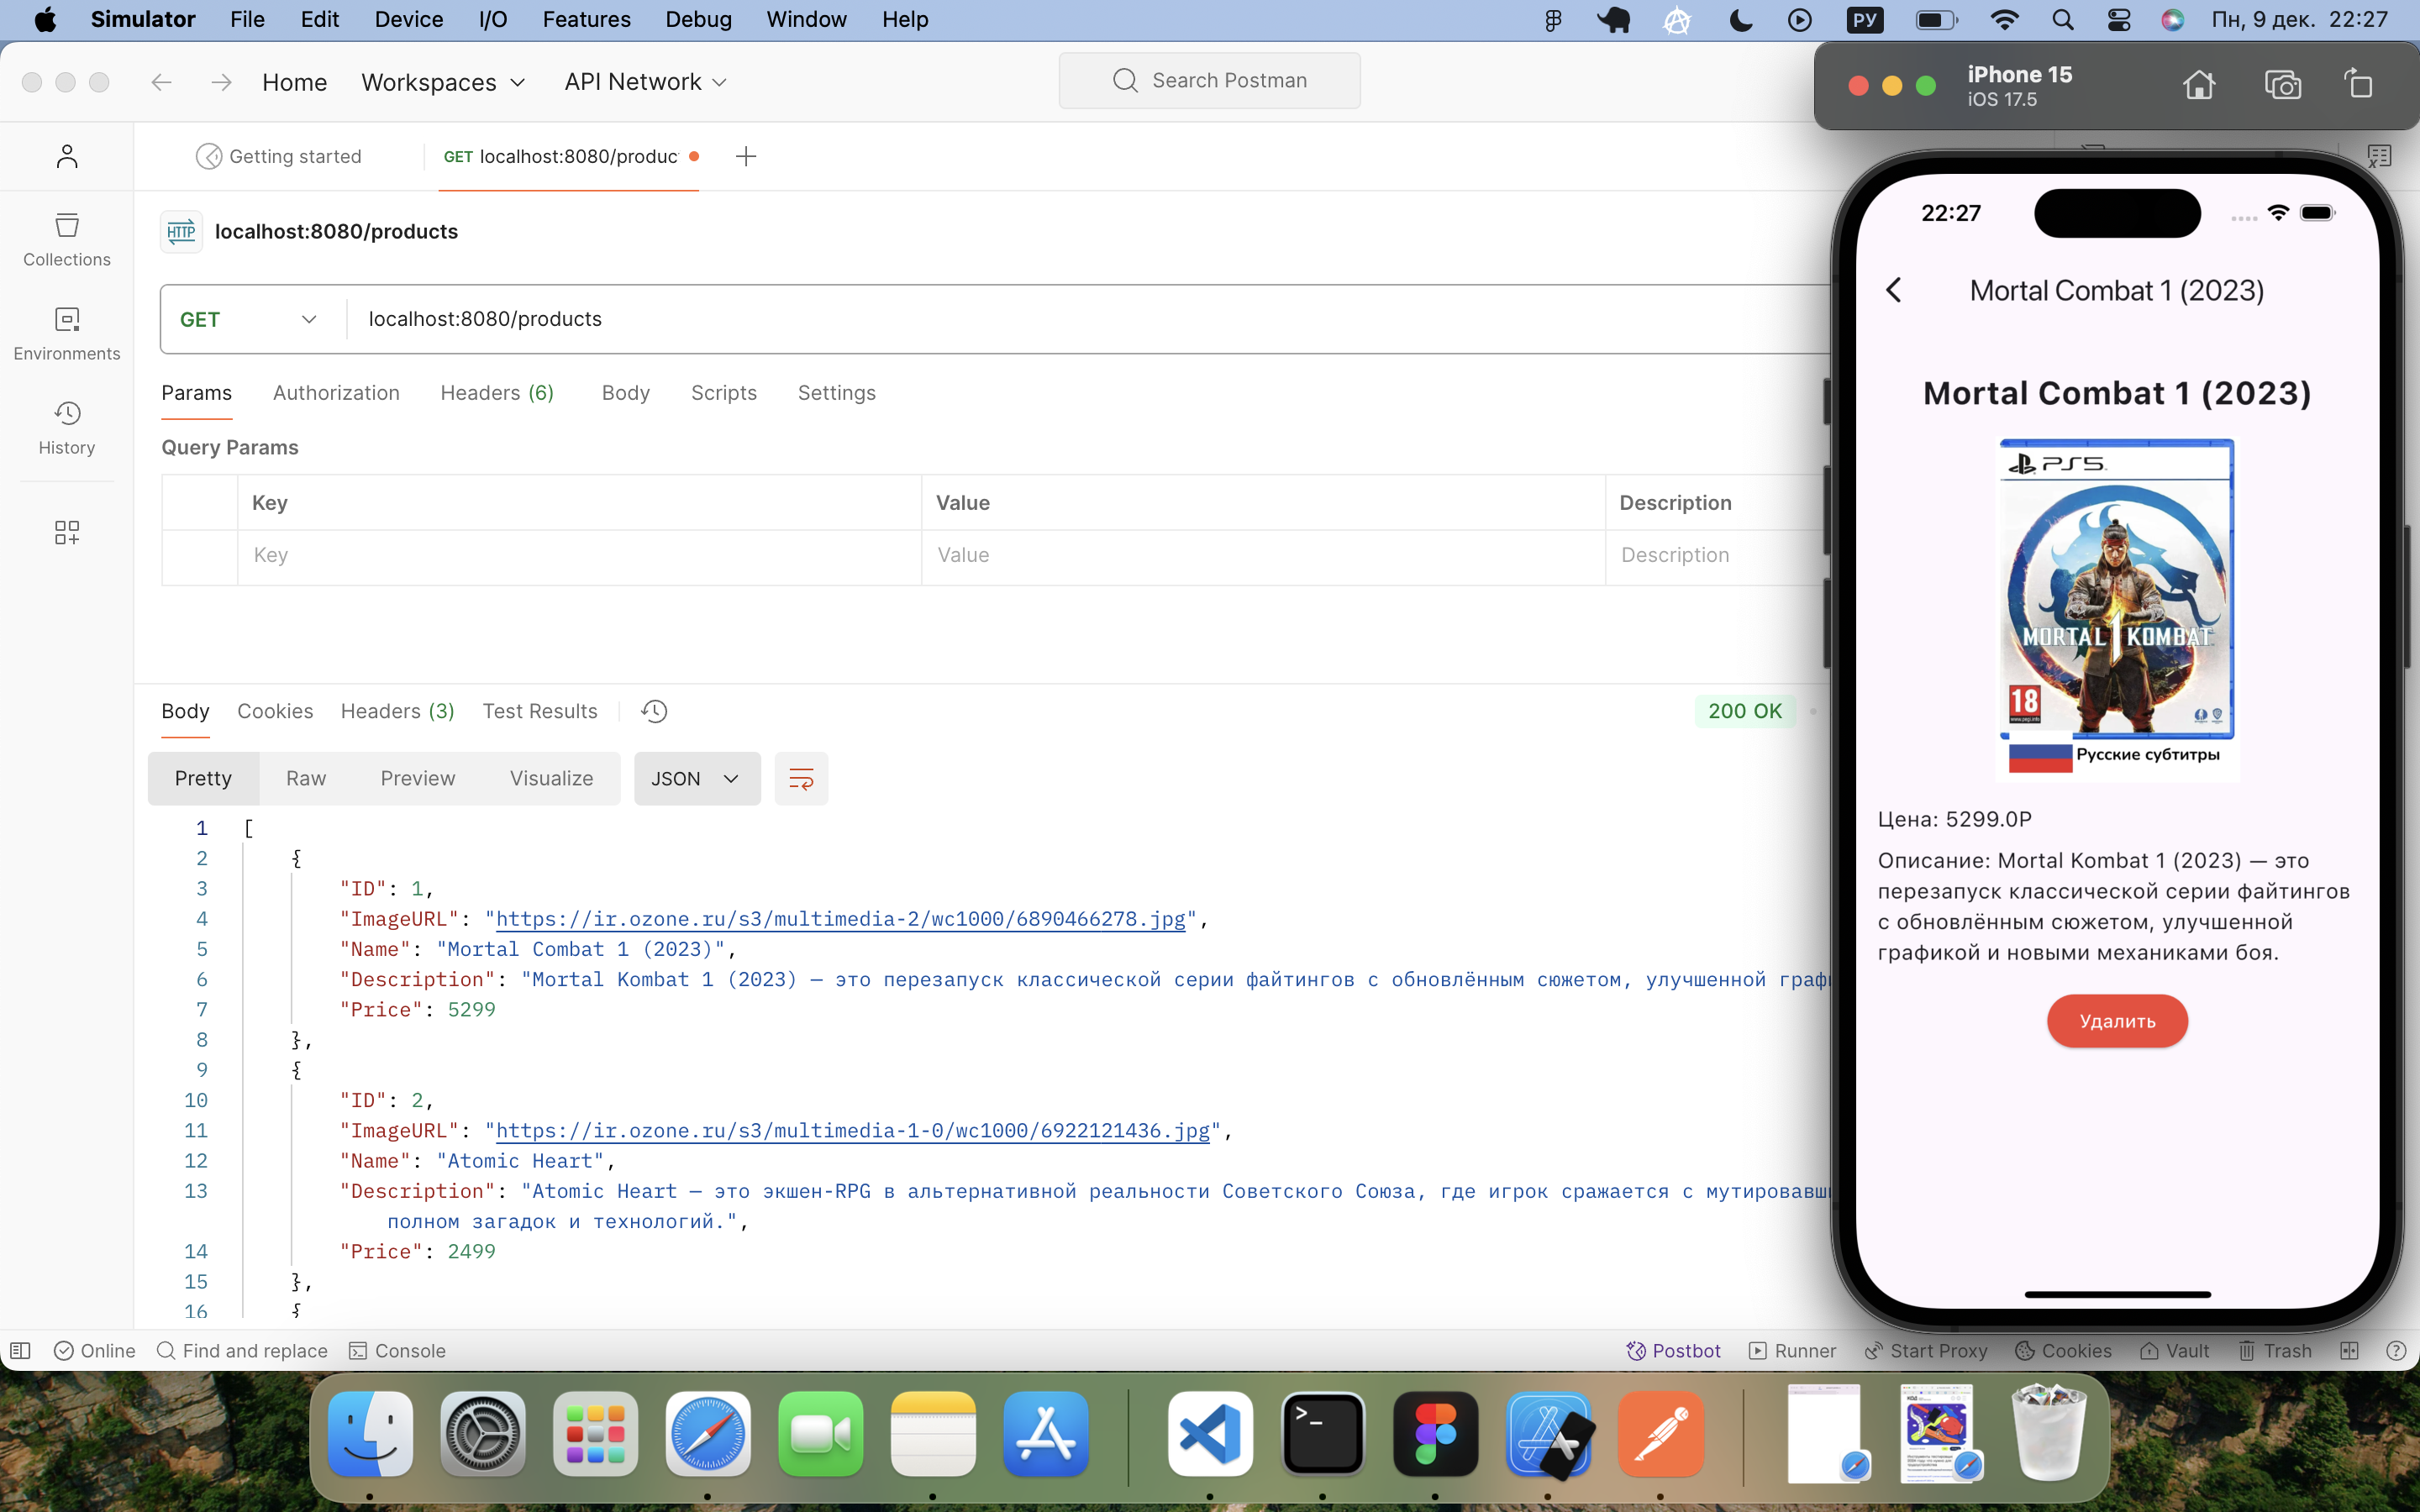 Simulator File Edit Device I/O Features Debug Window Help
РУ
Пн, 9 дек. 22:27
Home Workspaces API Network
Search Postman
Getting started
GET localhost:8080/produc
Collections
Environments
History
HTTP localhost:8080/products
GET localhost:8080/products
Params Authorization Headers (6) Body Scripts Settings
Query Params
Key Value Description
Key Value Description
Body Cookies Headers (3) Test Results
200 OK
Pretty Raw Preview Visualize JSON
1 [
2 {
3 "ID": 1,
4 "ImageURL": "https://ir.ozone.ru/s3/multimedia-2/wc1000/6890466278.jpg",
5 "Name": "Mortal Combat 1 (2023)",
6 "Description": "Mortal Kombat 1 (2023) — это перезапуск классической серии файтингов с обновлённым сюжетом, улучшенной граф
7 "Price": 5299
8 },
9 {
10 "ID": 2,
11 "ImageURL": "https://ir.ozone.ru/s3/multimedia-1-0/wc1000/6922121436.jpg",
12 "Name": "Atomic Heart",
13 "Description": "Atomic Heart — это экшен-RPG в альтернативной реальности Советского Союза, где игрок сражается с мутировавш
полном загадок и технологий.",
14 "Price": 2499
15 },
16 {
Online Find and replace Console
Postbot Runner Start Proxy Cookies Vault Trash
iPhone 15
iOS 17.5
22:27
Mortal Combat 1 (2023)
Mortal Combat 1 (2023)
PS5
MORTAL 1 KOMBAT
18
www.pegi.info
Русские субтитры
Цена: 5299.0Р
Описание: Mortal Kombat 1 (2023) — это
перезапуск классической серии файтингов
с обновлённым сюжетом, улучшенной
графикой и новыми механиками боя.
Удалить